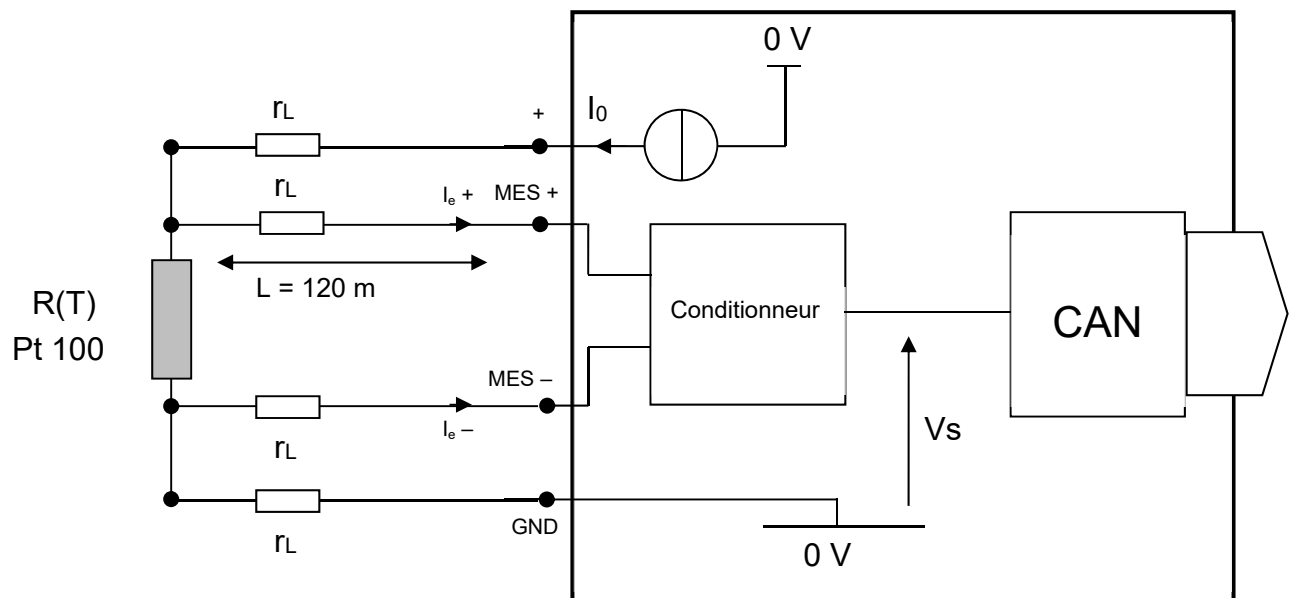 0 V
rL
+
I0
rL
Ie +
MES +
L = 120 m
R(T)
Pt 100
Conditionneur
CAN
MES –
Ie –
Vs
rL
GND
rL
0 V